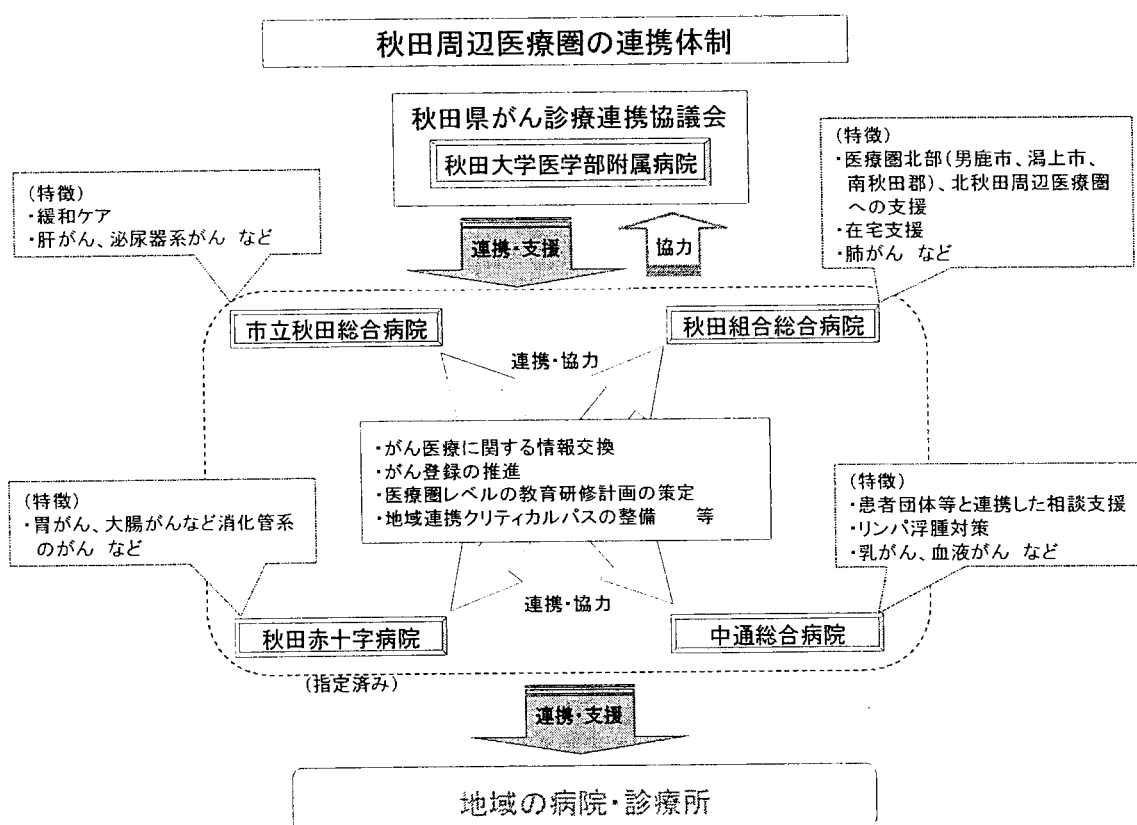 秋田周辺医療圏の連携体制
秋田県がん診療連携協議会
秋田大学医学部附属病院
(特徴)
・緩和ケア
・肝がん、泌尿器系がん など
(特徴)
・医療圏北部(男鹿市、潟上市、
南秋田郡)、北秋田周辺医療圏
への支援
・在宅支援
・肺がん など
連携・支援
協力
市立秋田総合病院
秋田組合総合病院
連携・協力
・がん医療に関する情報交換
・がん登録の推進
・医療圏レベルの教育研修計画の策定
・地域連携クリティカルパスの整備 等
(特徴)
・胃がん、大腸がんなど消化管系
のがん など
(特徴)
・患者団体等と連携した相談支援
・リンパ浮腫対策
・乳がん、血液がん など
連携・協力
秋田赤十字病院
中通総合病院
(指定済み)
連携・支援
地域の病院・診療所